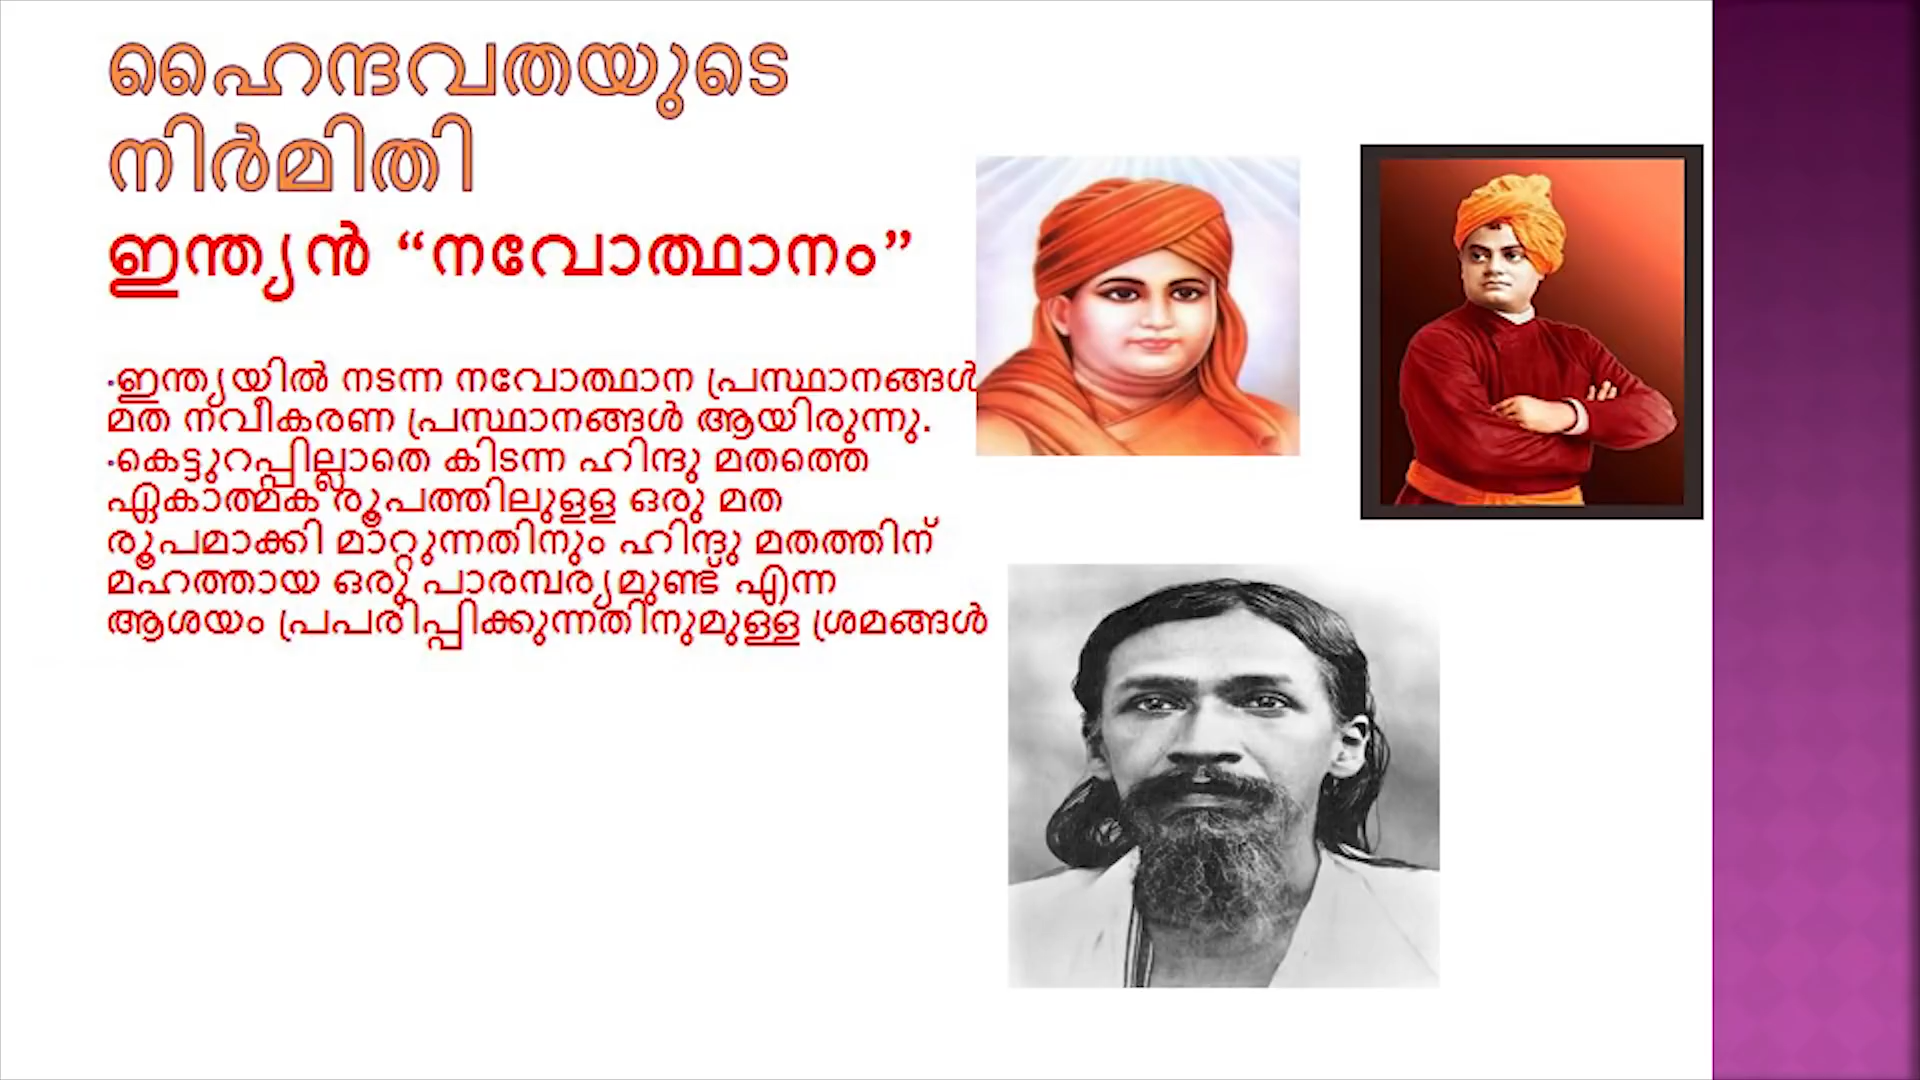 ഹൈന്ദവതയുടെ
നിർമിതി
ഇന്ത്യൻ “നവോത്ഥാനം”
•ഇന്ത്യയിൽ നടന്ന നവോത്ഥാന പ്രസ്ഥാനങ്ങൾ
മത നവീകരണ പ്രസ്ഥാനങ്ങൾ ആയിരുന്നു.
•കെട്ടുറപ്പില്ലാതെ കിടന്ന ഹിന്ദു മതത്തെ
ഏകാത്മക രൂപത്തിലുളള ഒരു മത
രൂപമാക്കി മാറ്റുന്നതിനും ഹിന്ദു മതത്തിന്
മഹത്തായ ഒരു പാരമ്പര്യമുണ്ട് എന്ന
ആശയം പ്രപരിപ്പിക്കുന്നതിനുമുള്ള ശ്രമങ്ങൾ